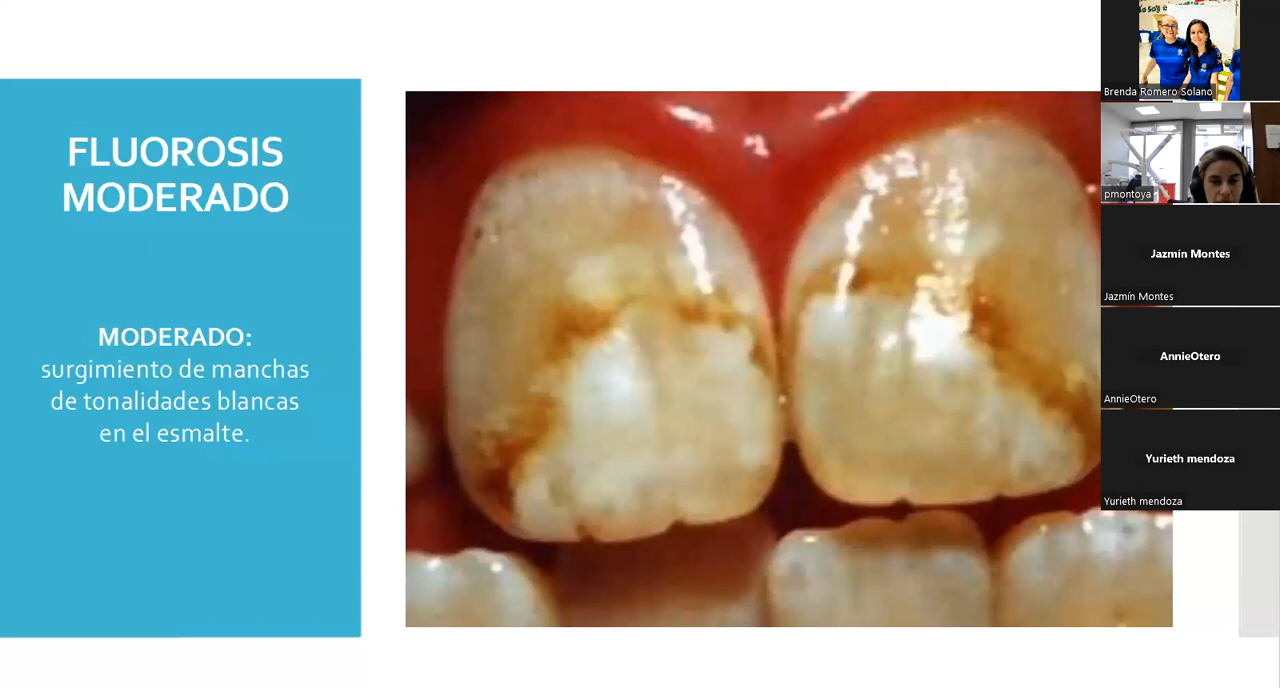 FLUOROSIS
MODERADO
MODERADO:
surgimiento de manchas
de tonalidades blancas
en el esmalte.
Brenda Romero Solano
pmontoya
Jazmín Montes
Jazmín Montes
AnnieOtero
AnnieOtero
Yurieth mendoza
Yurieth mendoza